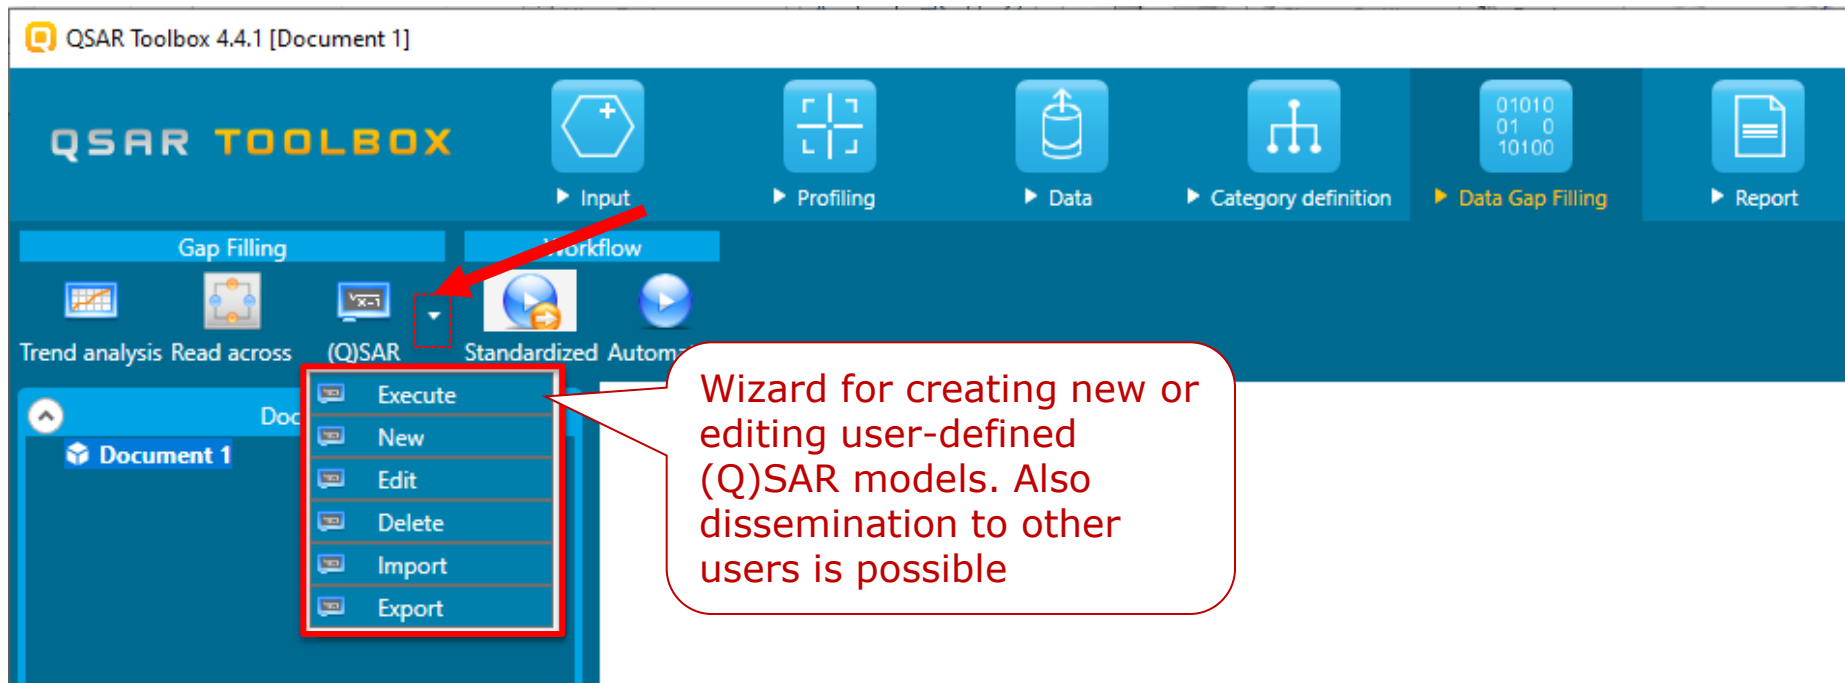 QSAR Toolbox 4.4.1 [Document 1]
QSAR TOOLBOX
Input
Profiling
Data
Category definition
01010
01 0
10100
Data Gap Filling
Report
Gap Filling
Workflow
Trend analysis Read across (Q)SAR
Standardized
Execute
New
Edit
Delete
Import
Export
Document 1
Wizard for creating new or
editing user-defined
(Q)SAR models. Also
dissemination to other
users is possible